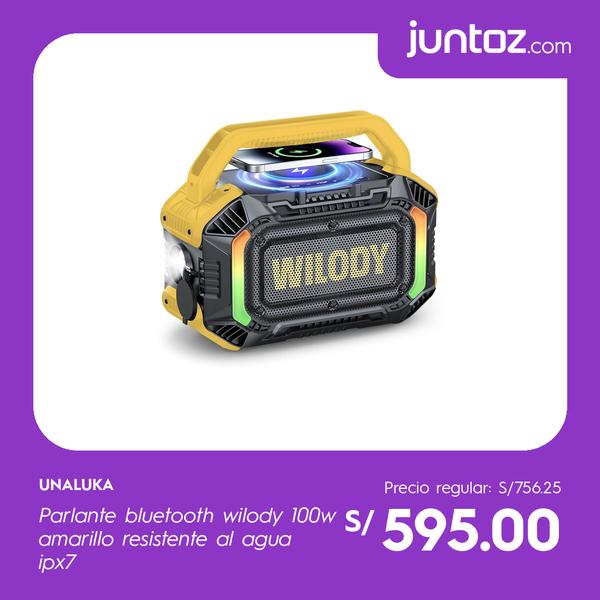 juntoz.com
WILODY
UNALUKA
Precio regular: S/756.25
Parlante bluetooth wilody 100w
amarillo resistente al agua
ipx7
S/ 595.00